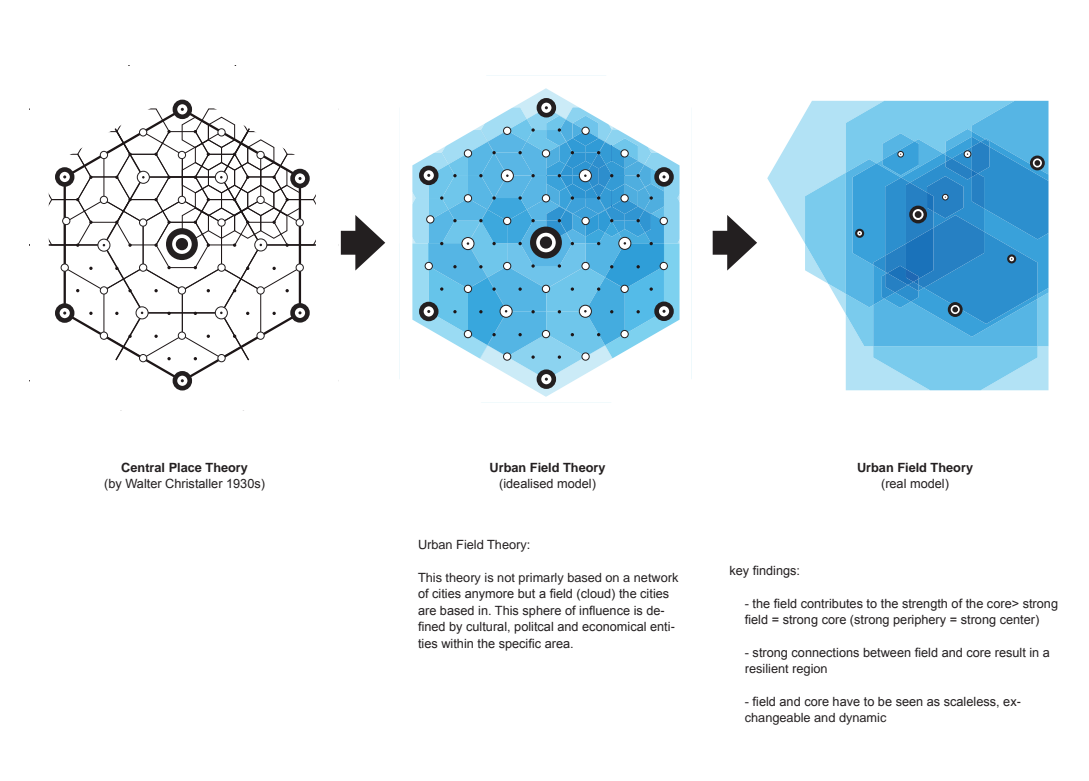 Central Place Theory
(by Walter Christaller 1930s)
Urban Field Theory
(idealised model)
Urban Field Theory
(real model)
Urban Field Theory:
This theory is not primarly based on a network
of cities anymore but a field (cloud) the cities
are based in. This sphere of influence is de-
fined by cultural, politcal and economical enti-
ties within the specific area.
key findings:
- the field contributes to the strength of the core> strong
field = strong core (strong periphery = strong center)
- strong connections between field and core result in a
resilient region
- field and core have to be seen as scaleless, ex-
changeable and dynamic